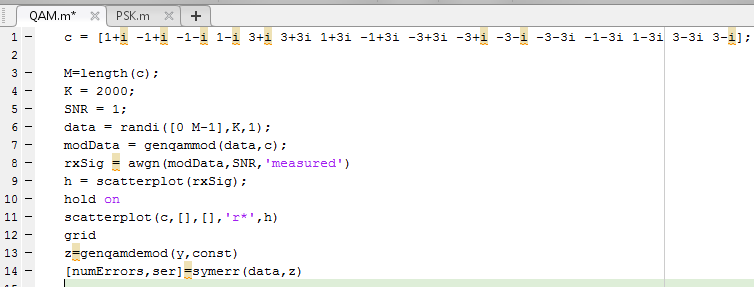 QAM.m* × PSK.m × +
1 – c = [1+i -1+i -1-i 1-i 3+i 3+3i 1+3i -1+3i -3+3i -3+i -3-i -3-3i -1-3i 1-3i 3-3i 3-i];
2
3 – M=length(c);
4 – K = 2000;
5 – SNR = 1;
6 – data = randi([0 M-1],K,1);
7 – modData = genqammod(data,c);
8 – rxSig = awgn(modData,SNR,'measured')
9 – h = scatterplot(rxSig);
10 – hold on
11 – scatterplot(c,[],[],'r*',h)
12 – grid
13 – z=genqamdemod(y,const)
14 – [numErrors,ser]=symerr(data,z)